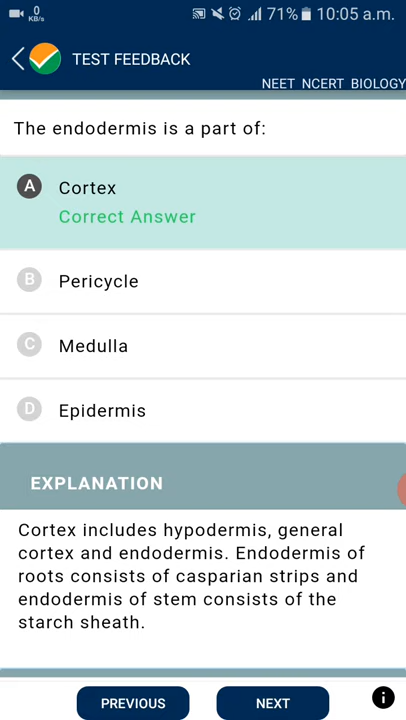 0
KB/s
71%
10:05 a.m.
TEST FEEDBACK
NEET NCERT BIOLOGY
The endodermis is a part of:
A Cortex
Correct Answer
B Pericycle
C Medulla
D Epidermis
EXPLANATION
Cortex includes hypodermis, general
cortex and endodermis. Endodermis of
roots consists of casparian strips and
endodermis of stem consists of the
starch sheath.
PREVIOUS
NEXT